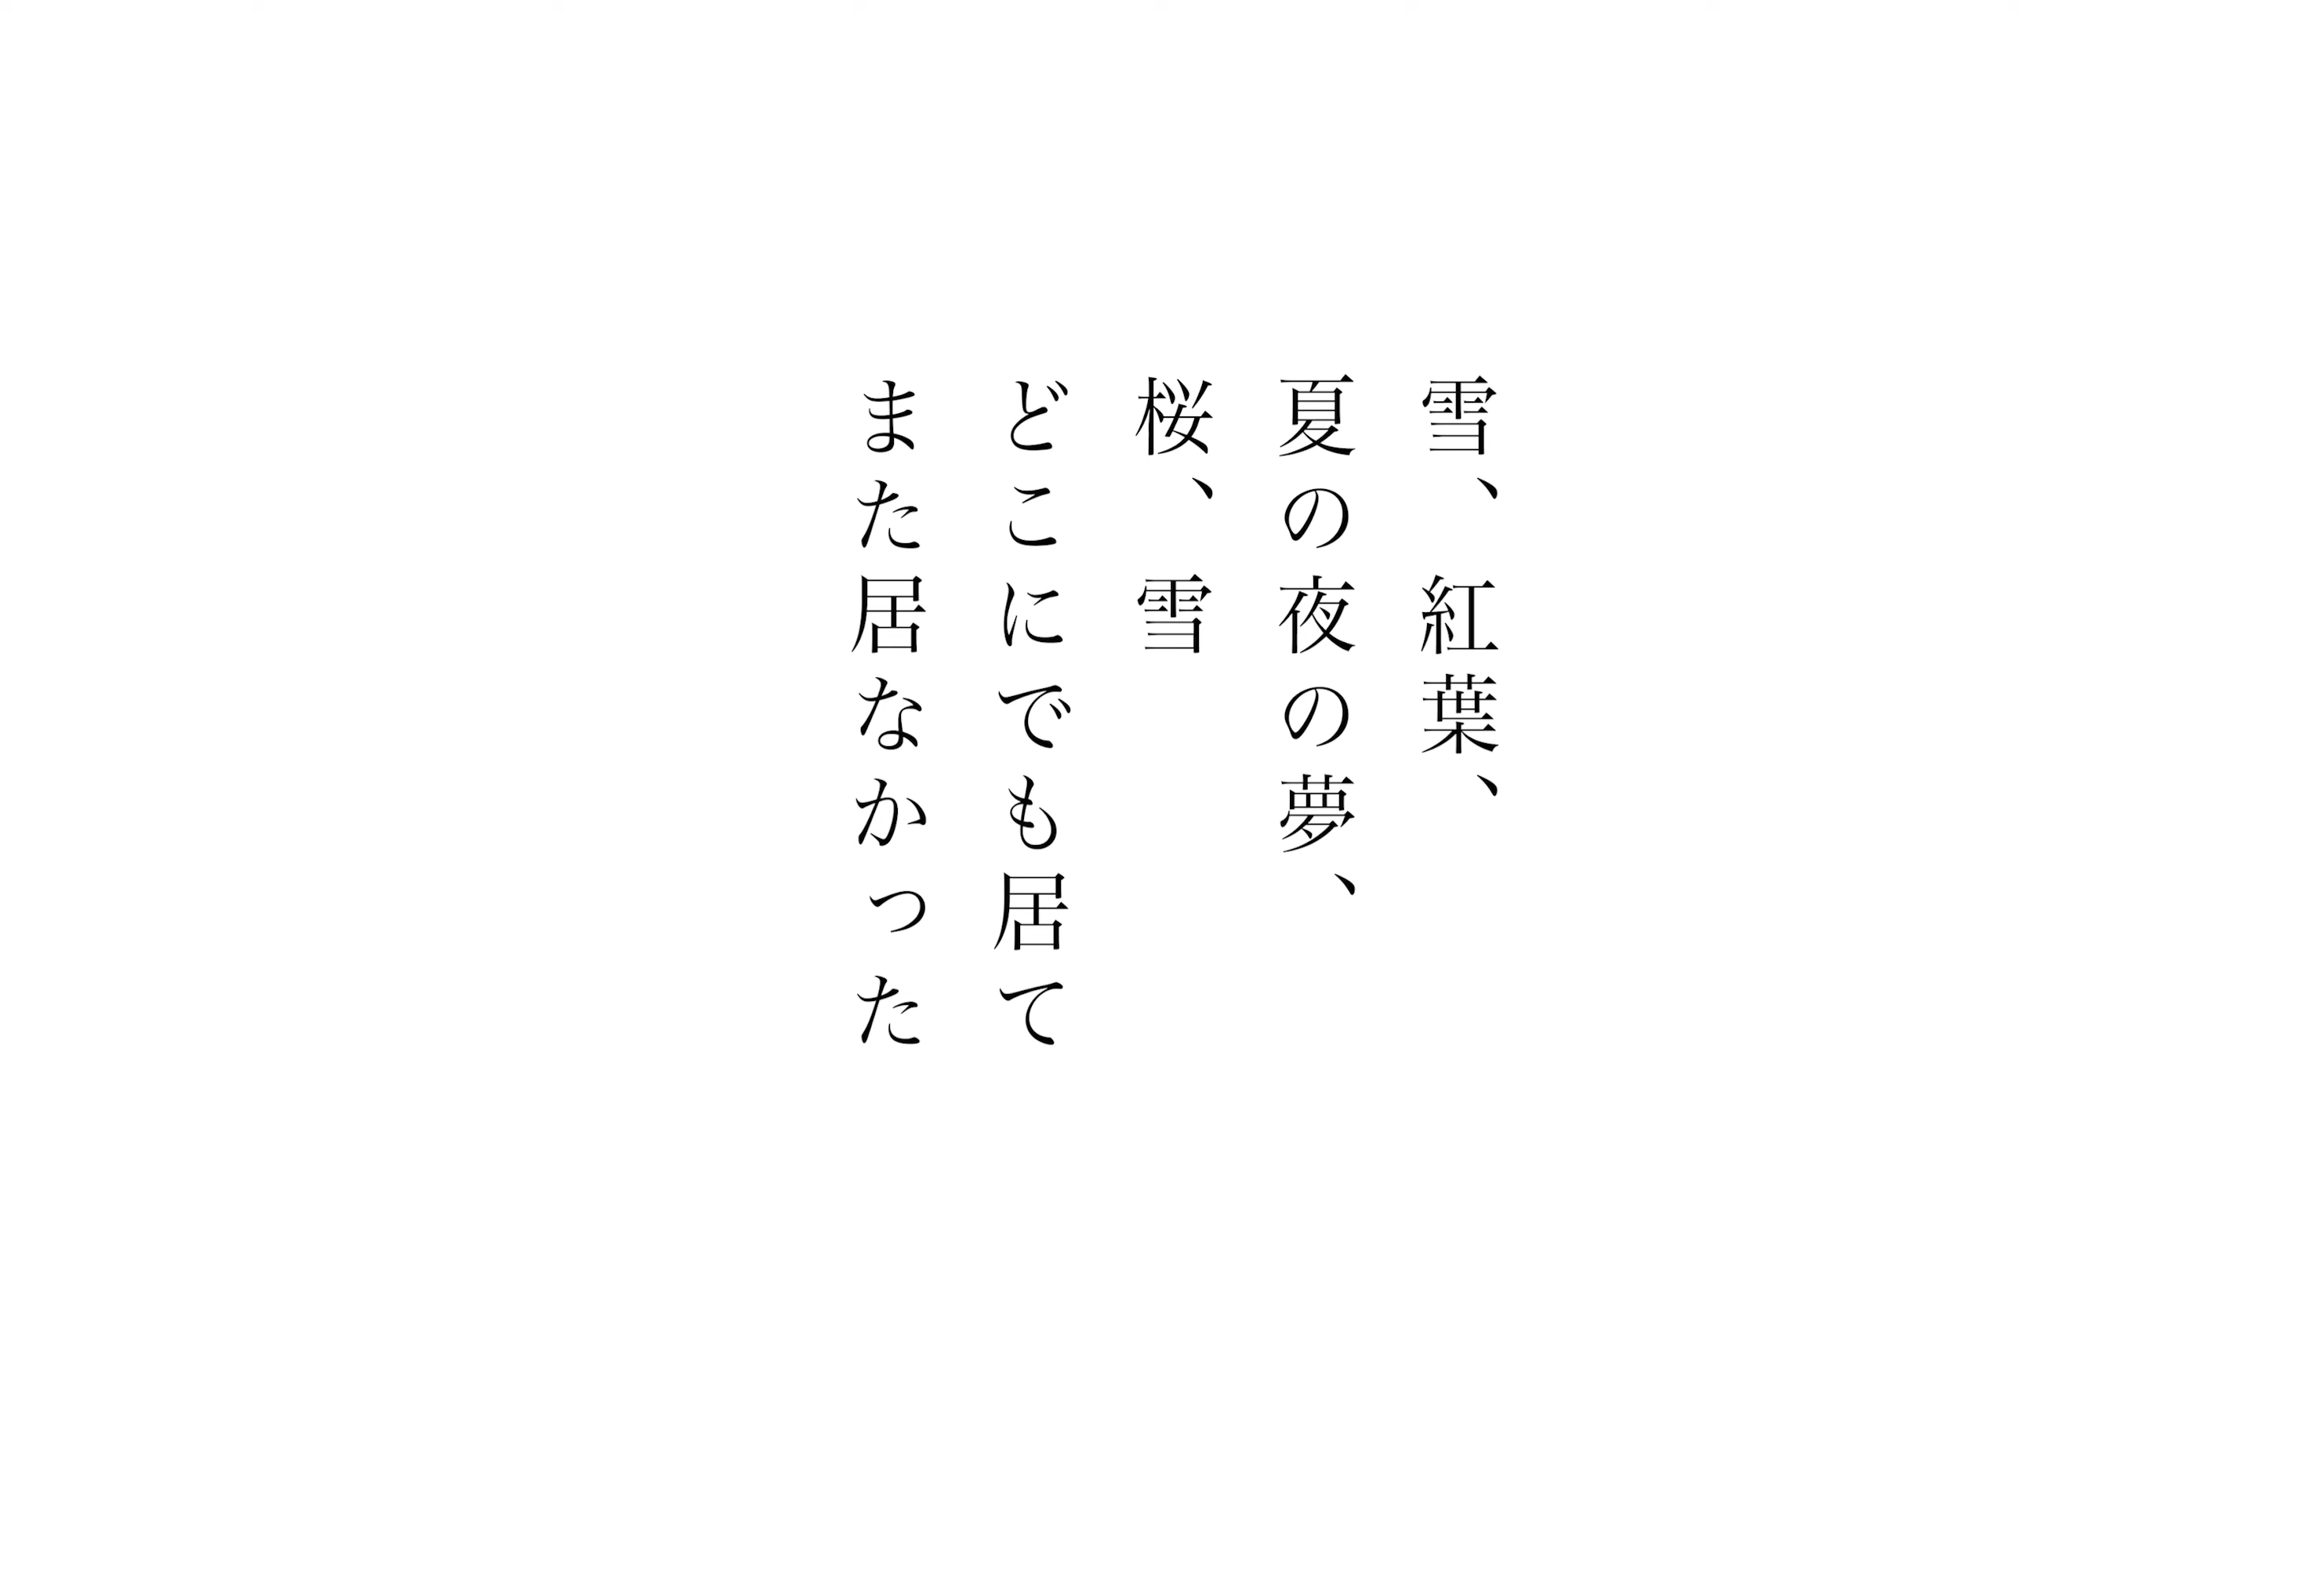 雪、紅葉、
夏の夜の夢、
桜、雪
どこにでも居て
また居なかった